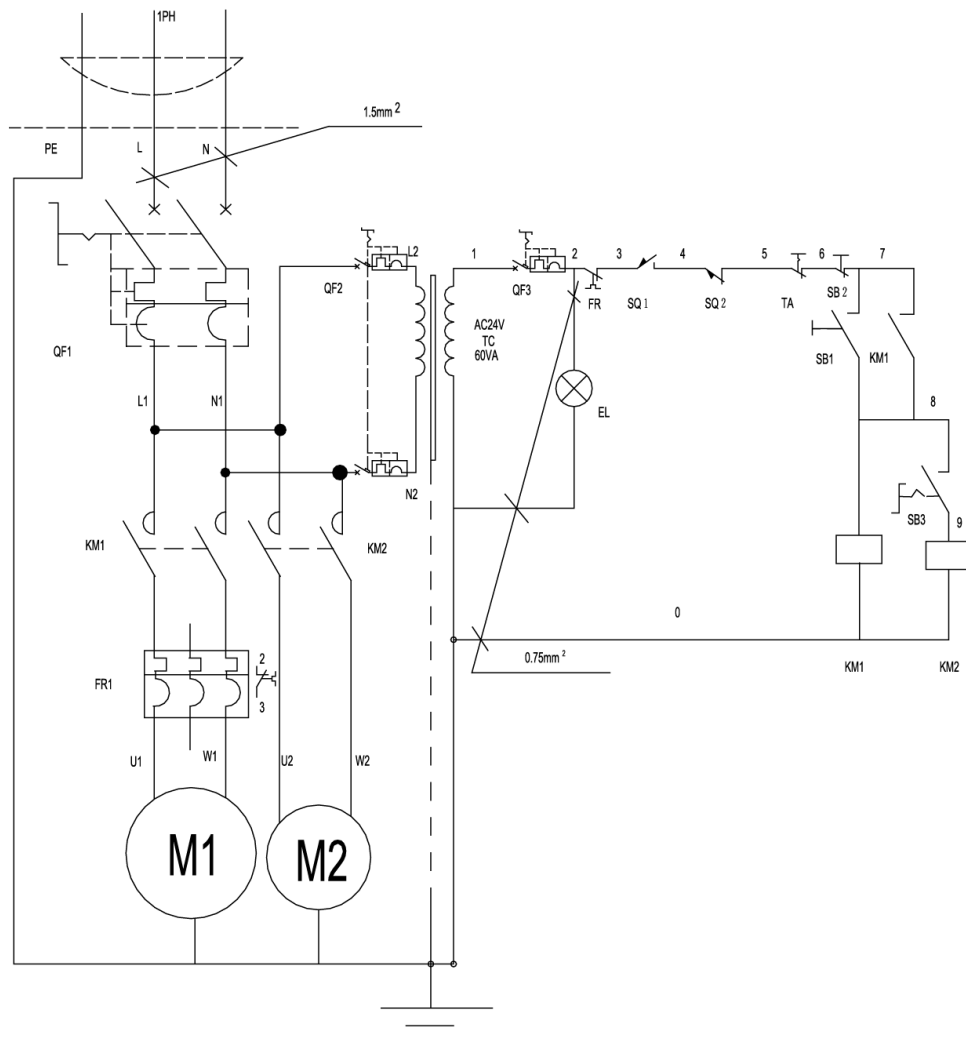 1PH
1.5mm 2
PE
L
N
L2
1
2
3
4
5
6
7
QF2
QF3
FR
SQ 1
SQ 2
TA
SB 2
AC24V
TC
60VA
QF1
SB1
KM1
L1
N1
EL
8
N2
SB3
9
KM1
KM2
0
2
0.75mm 2
KM1
KM2
FR1
3
U1
W1
U2
W2
M1
M2